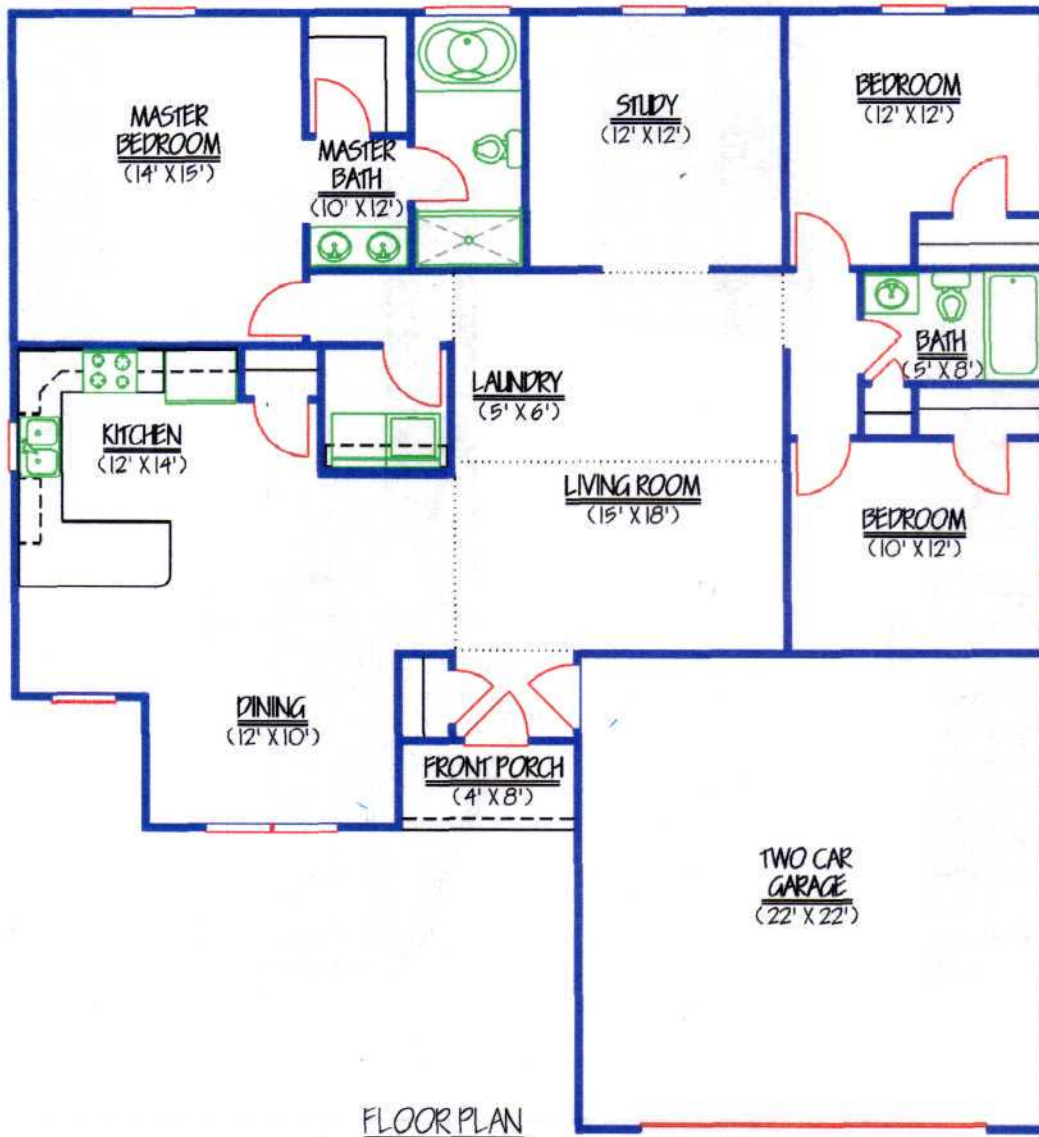 MASTER
BEDROOM
(14' X 15')
MASTER
BATH
(10' X 12')
STUDY
(12' X 12')
BEDROOM
(12' X 12')
KITCHEN
(12' X 14')
LAUNDRY
(5' X 6')
BATH
(5' X 8')
LIVING ROOM
(15' X 18')
BEDROOM
(10' X 12')
DINING
(12' X 10')
FRONT PORCH
(4' X 8')
TWO CAR
GARAGE
(22' X 22')
FLOOR PLAN